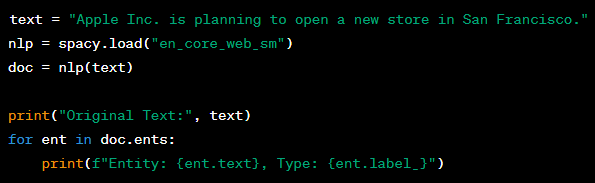 text = "Apple Inc. is planning to open a new store in San Francisco."
nlp = spacy.load("en_core_web_sm")
doc = nlp(text)
print("Original Text:", text)
for ent in doc.ents:
    print(f"Entity: {ent.text}, Type: {ent.label_}")